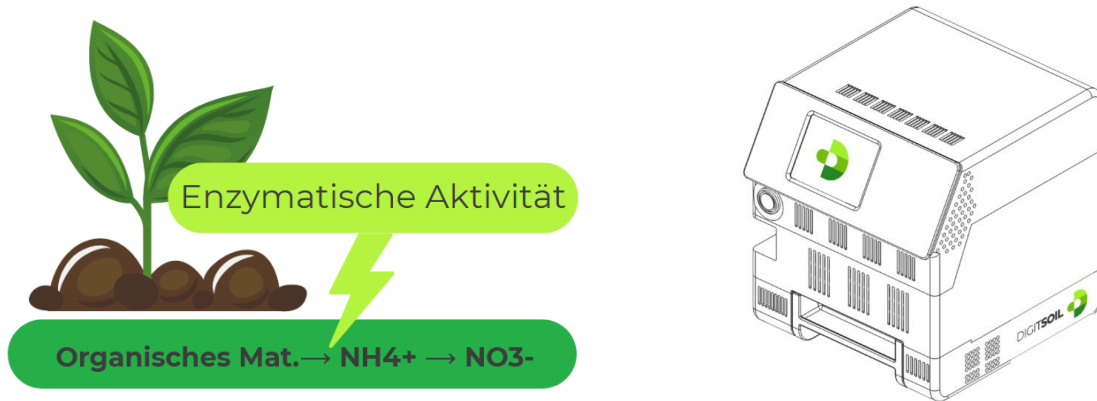 Enzymatische Aktivität
Organisches Mat.→ NH4+ → NO3-
DIGITSOIL